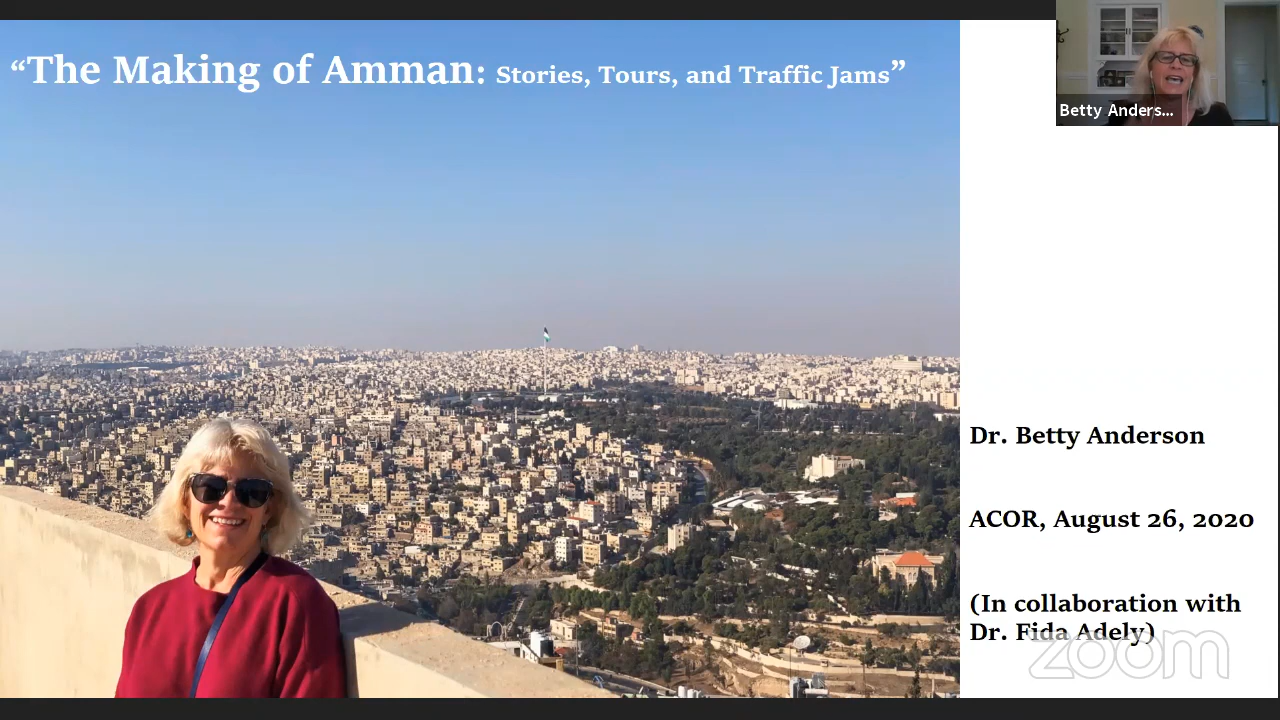 “The Making of Amman: Stories, Tours, and Traffic Jams”
Betty Anders...
Dr. Betty Anderson
ACOR, August 26, 2020
(In collaboration with
Dr. Fida Adely)
zoom